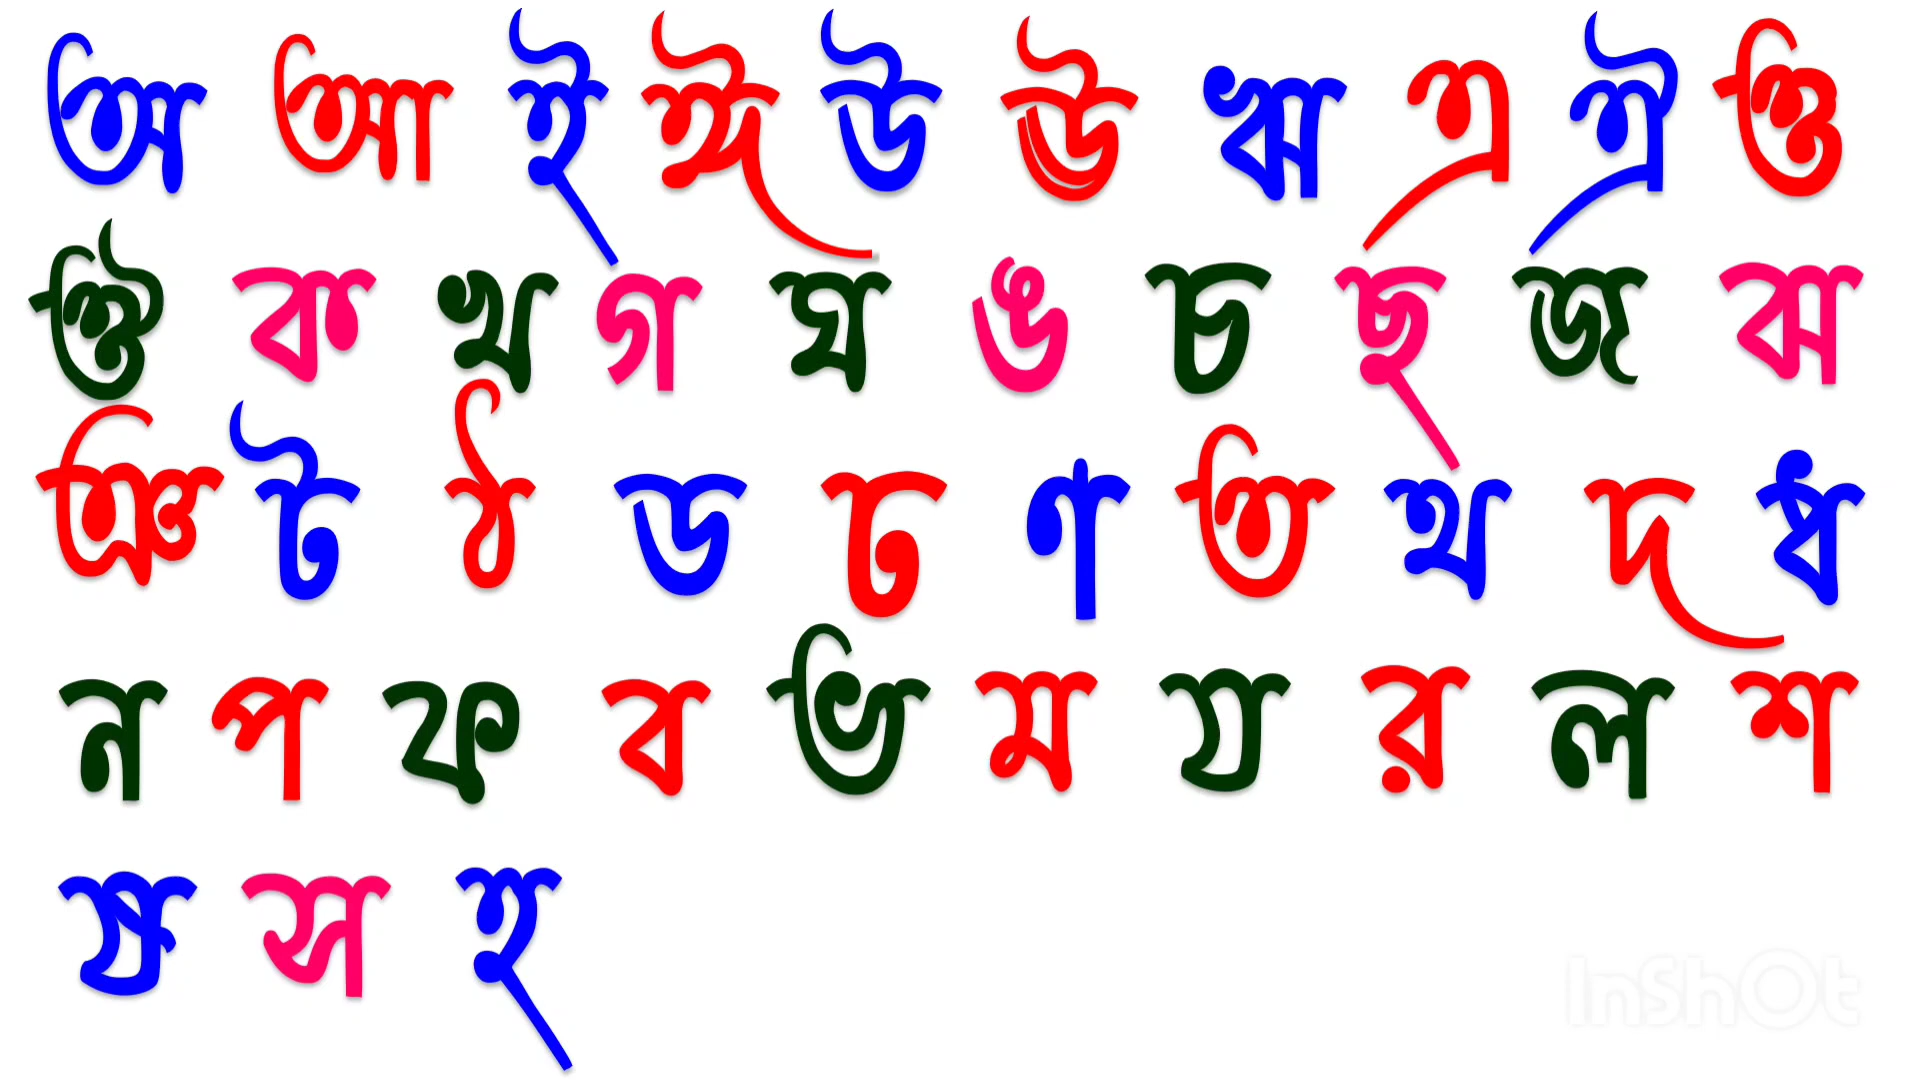 অ আ ই ঈ উ ঊ ঋ এ ঐ ও
ঔ ক খ গ ঘ ঙ চ ছ জ ঝ
ঞ ট ঠ ড ঢ ণ ত থ দ ধ
ন প ফ ব ভ ম য র ল শ
ষ স হ
InShOt